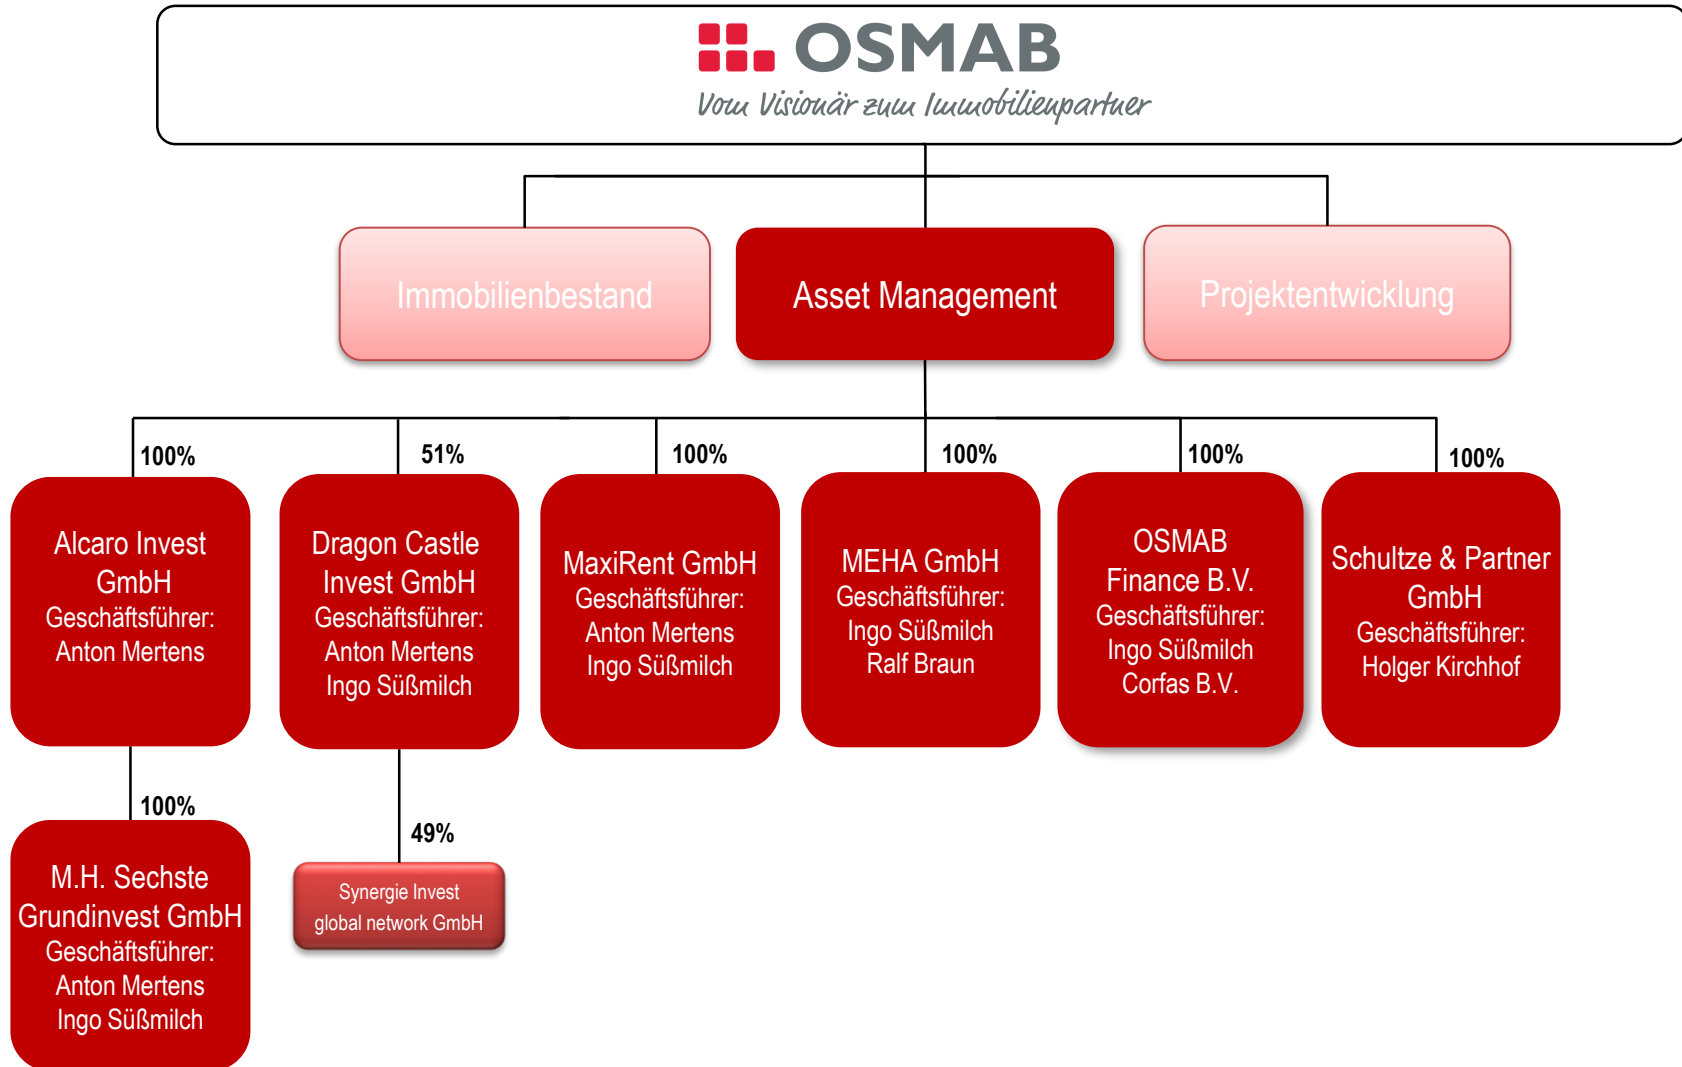 OSMAB
Vom Visionär zum Immobilienpartner
Immobilienbestand
Asset Management
Projektentwicklung
100%
51%
100%
100%
100%
100%
Alcaro Invest
GmbH
Geschäftsführer:
Anton Mertens
Dragon Castle
Invest GmbH
Geschäftsführer:
Anton Mertens
Ingo Süßmilch
MaxiRent GmbH
Geschäftsführer:
Anton Mertens
Ingo Süßmilch
MEHA GmbH
Geschäftsführer:
Ingo Süßmilch
Ralf Braun
OSMAB
Finance B.V.
Geschäftsführer:
Ingo Süßmilch
Corfas B.V.
Schultze & Partner
GmbH
Geschäftsführer:
Holger Kirchhof
100%
49%
M.H. Sechste
Grundinvest GmbH
Geschäftsführer:
Anton Mertens
Ingo Süßmilch
Synergie Invest
global network GmbH